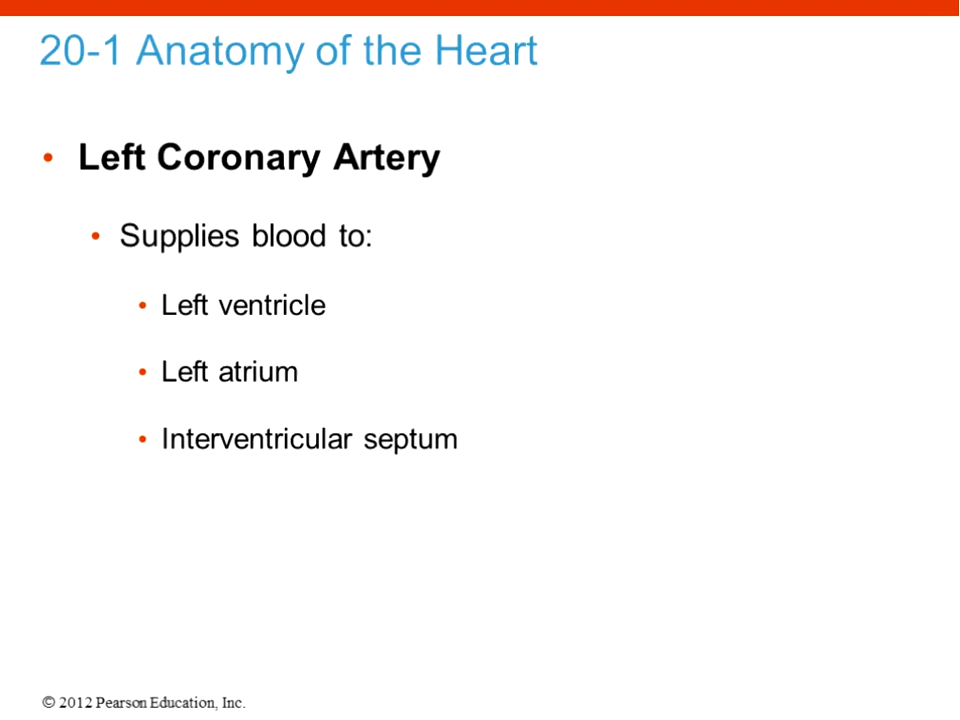 20-1 Anatomy of the Heart
• Left Coronary Artery
• Supplies blood to:
• Left ventricle
• Left atrium
• Interventricular septum
© 2012 Pearson Education, Inc.